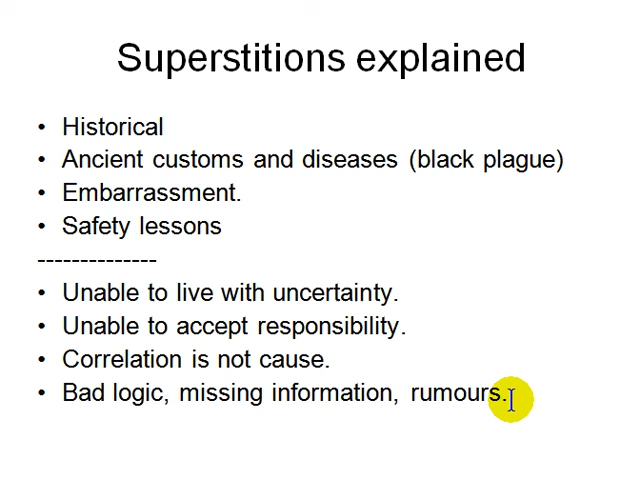 Superstitions explained
• Historical
• Ancient customs and diseases (black plague)
• Embarrassment.
• Safety lessons
--------------
• Unable to live with uncertainty.
• Unable to accept responsibility.
• Correlation is not cause.
• Bad logic, missing information, rumours.